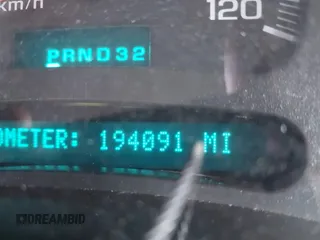 km/h
120
PRND32
OMETER: 194091 MI
DREAMBID